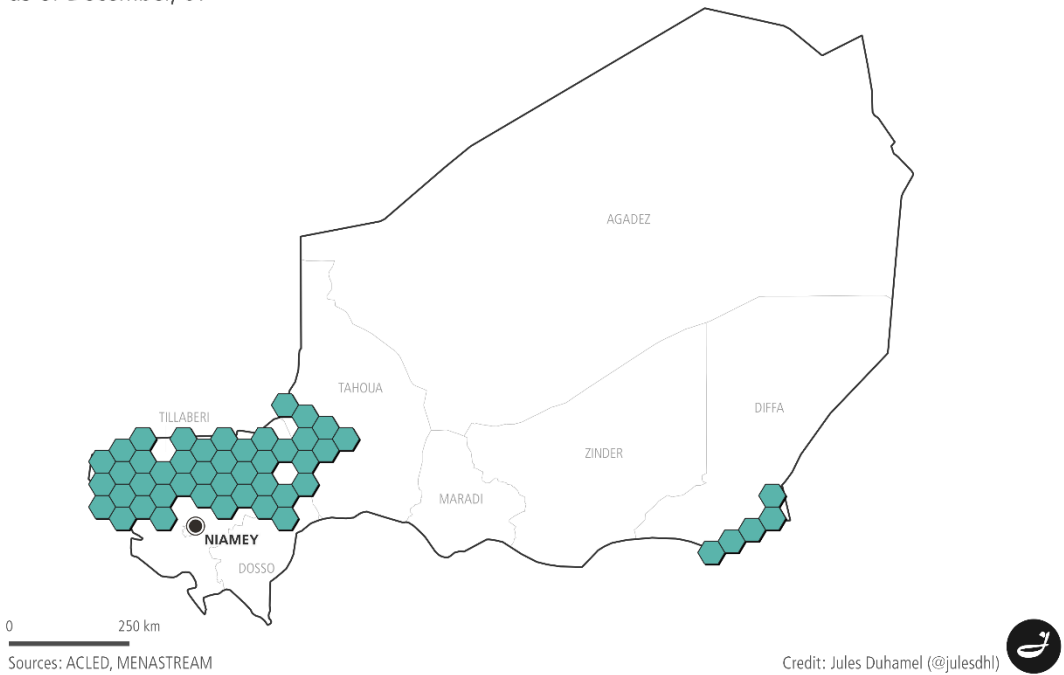 AGADEZ
TAHOUA
TILLABERI
DIFFA
ZINDER
MARADI
NIAMEY
DOSSO
0 250 km
Sources: ACLED, MENASTREAM
Credit: Jules Duhamel (@julesdhl)